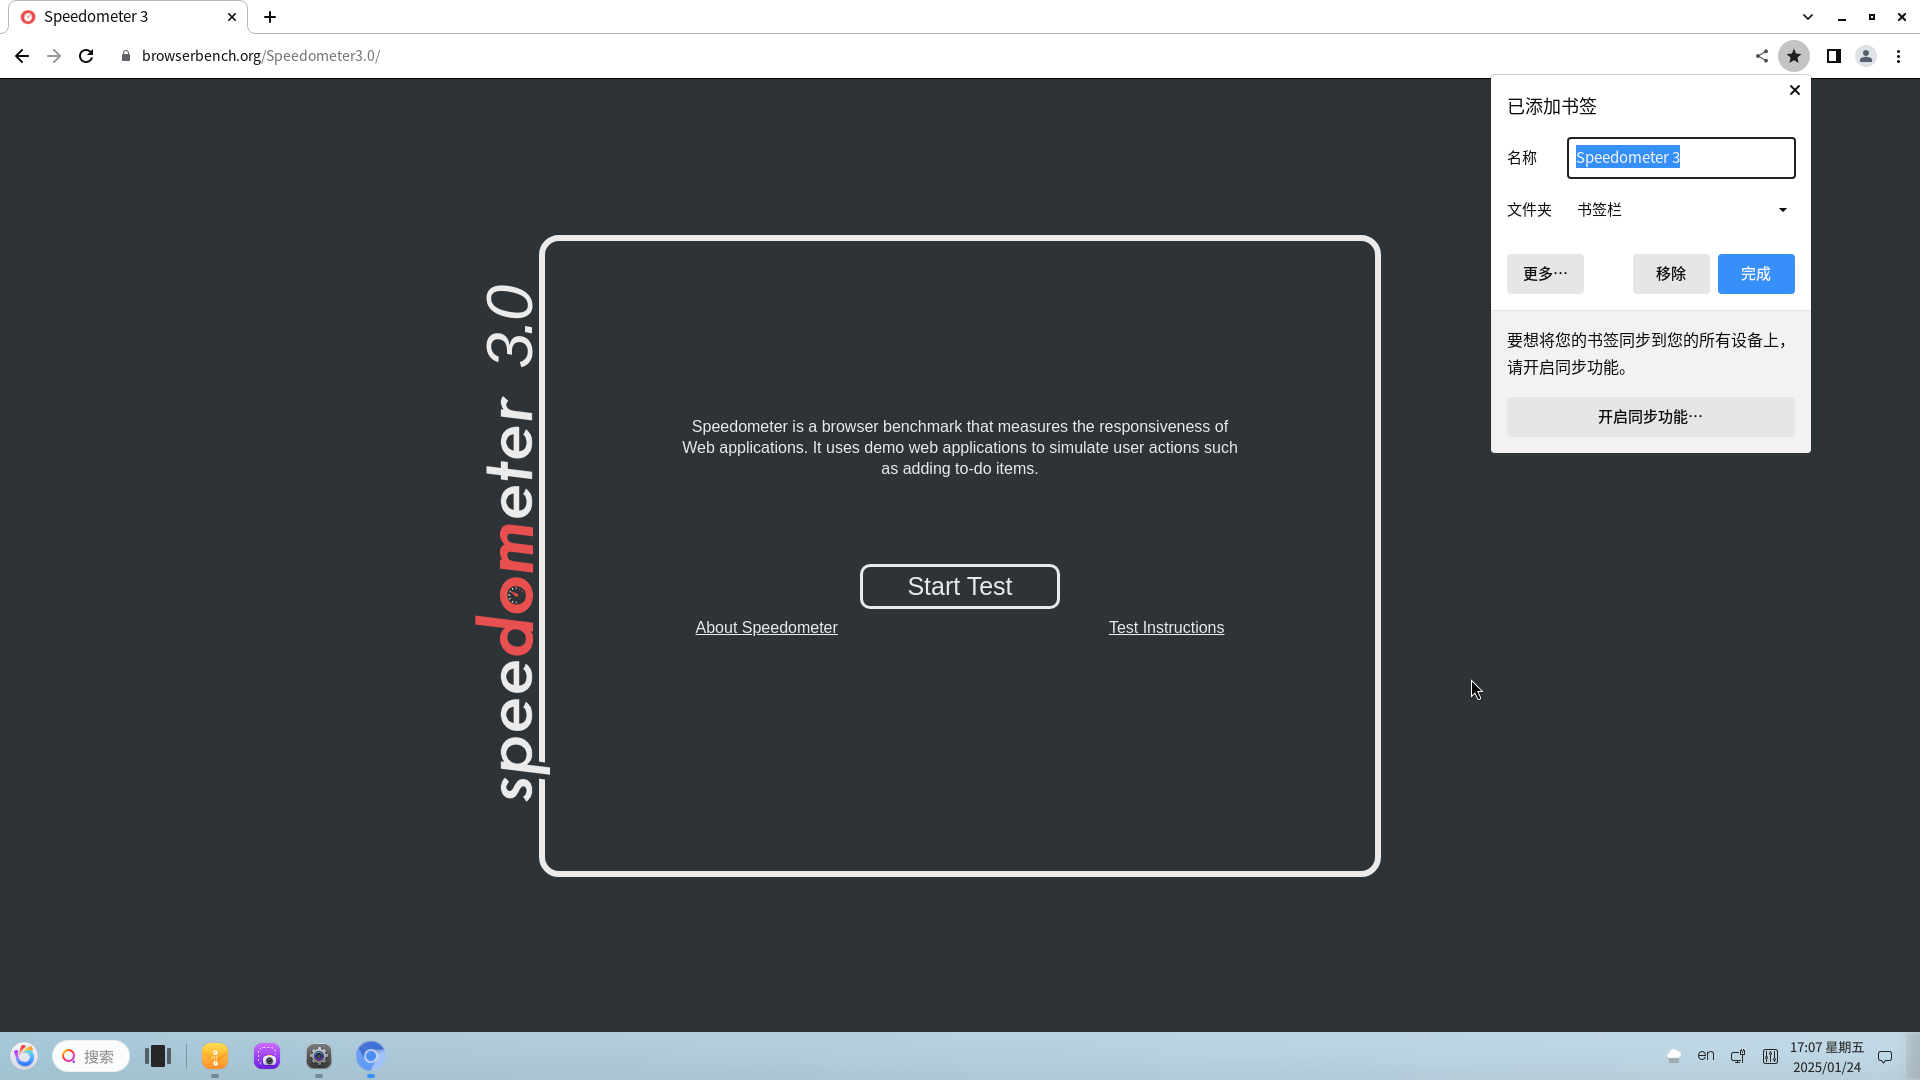 Speedometer 3
browserbench.org/Speedometer3.0/
已添加书签
名称 Speedometer 3
文件夹 书签栏
更多… 移除 完成
要想将您的书签同步到您的所有设备上，
请开启同步功能。
开启同步功能…
speedometer 3.0
Speedometer is a browser benchmark that measures the responsiveness of
Web applications. It uses demo web applications to simulate user actions such
as adding to-do items.
Start Test
About Speedometer Test Instructions
搜索
en
17:07 星期五
2025/01/24